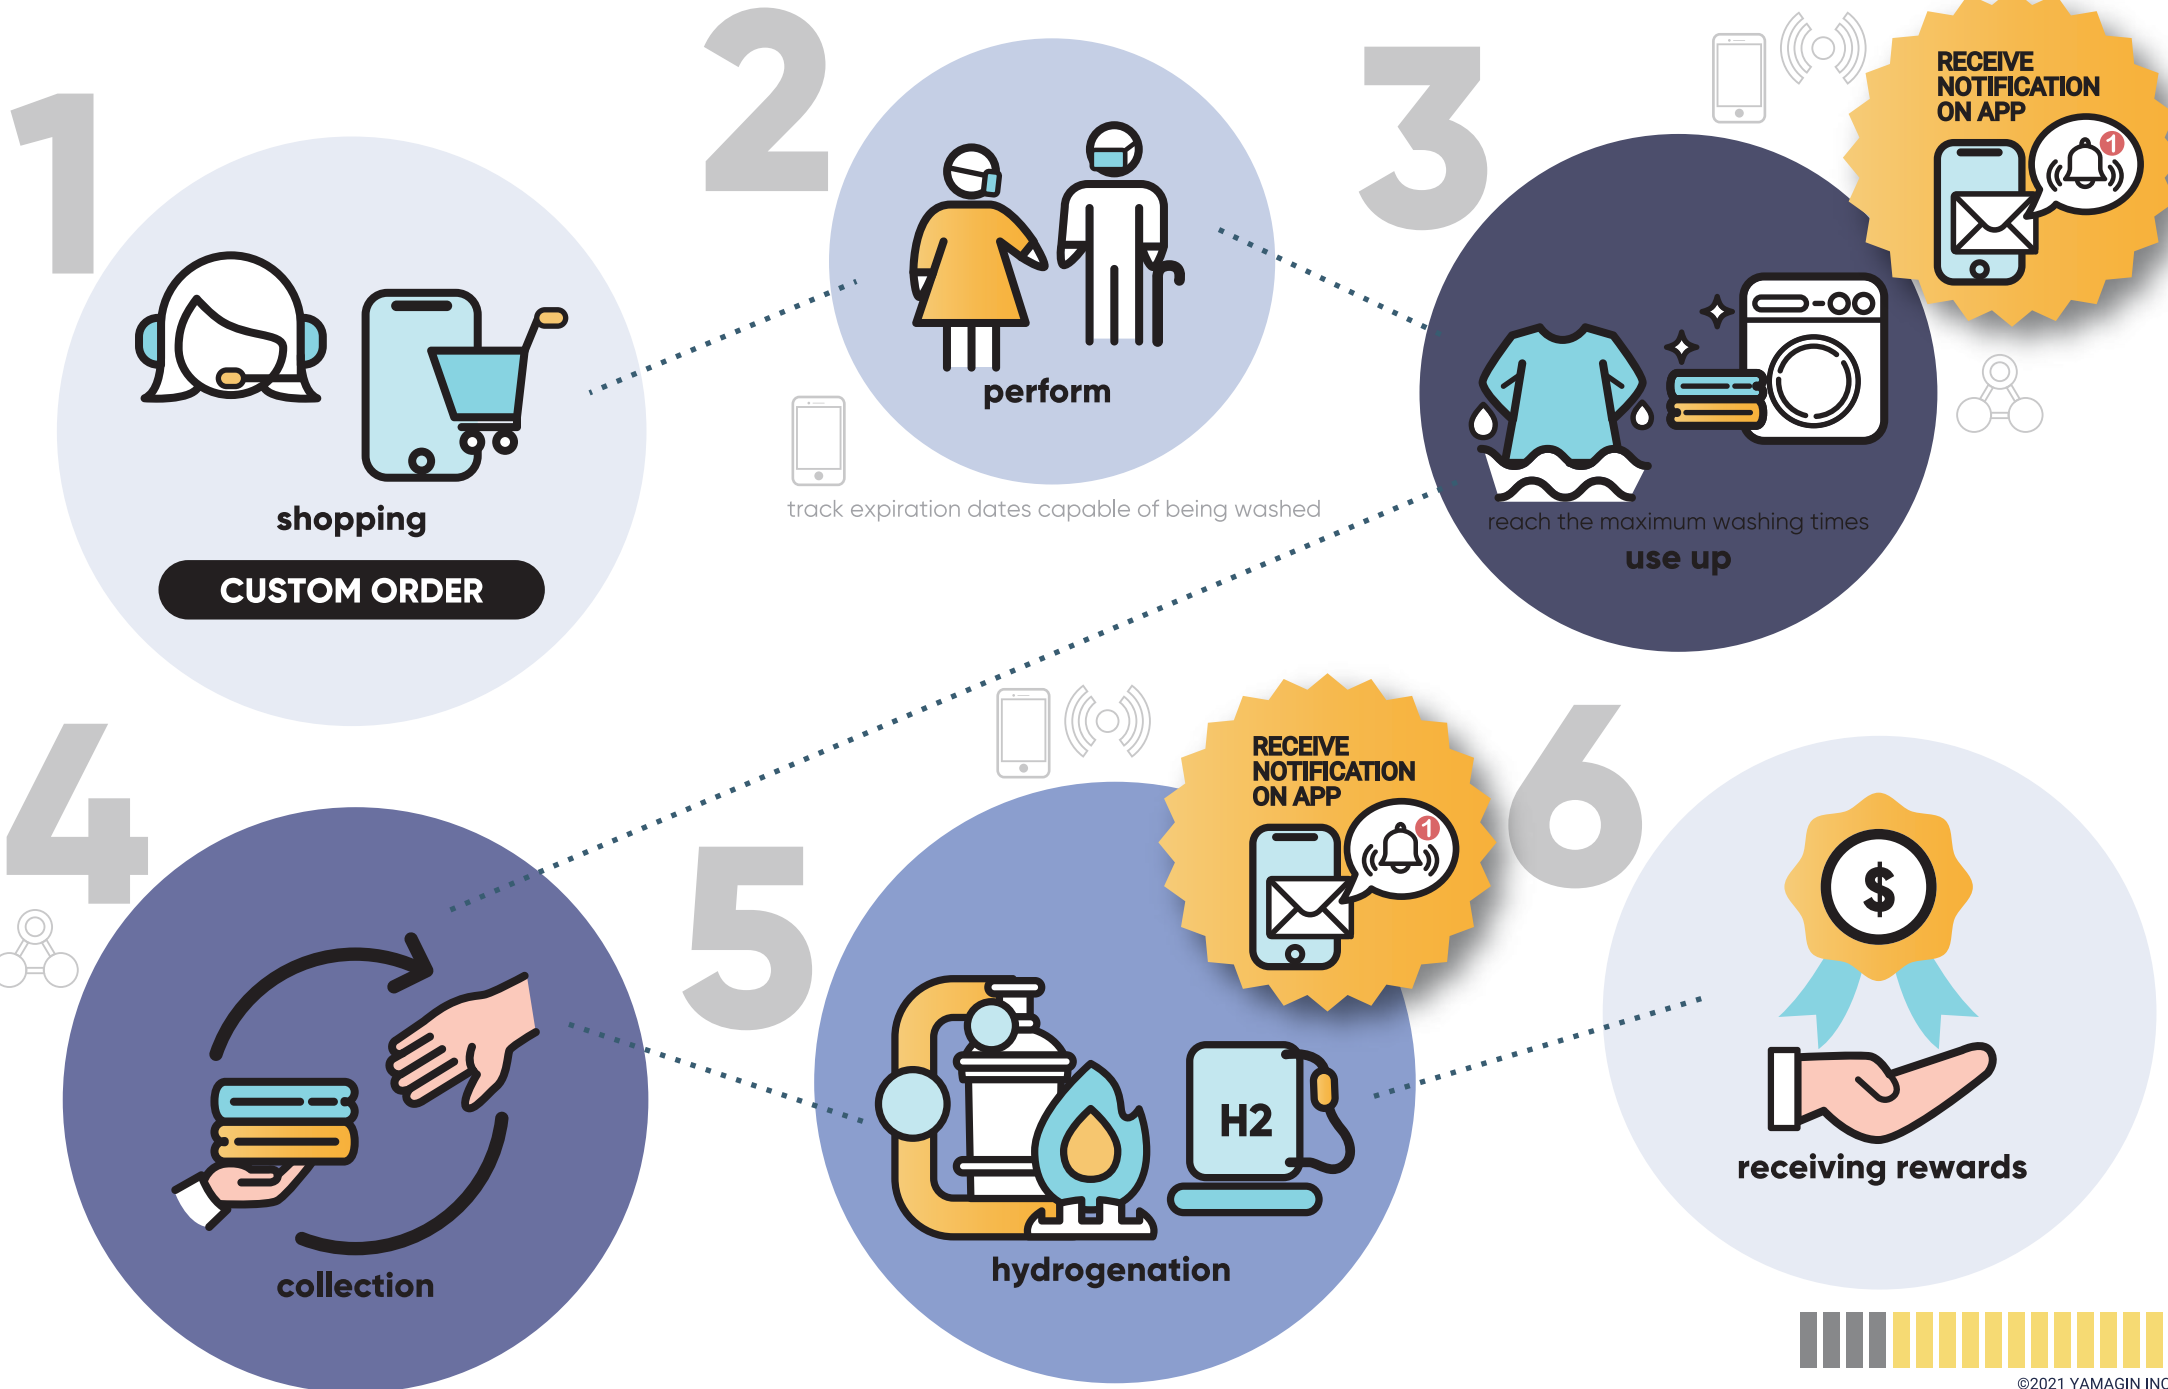 1
shopping
CUSTOM ORDER
2
perform
track expiration dates capable of being washed
3
RECEIVE
NOTIFICATION
ON APP
1
reach the maximum washing times
use up
4
collection
5
RECEIVE
NOTIFICATION
ON APP
1
H2
hydrogenation
6
$
receiving rewards
©2021 YAMAGIN INC